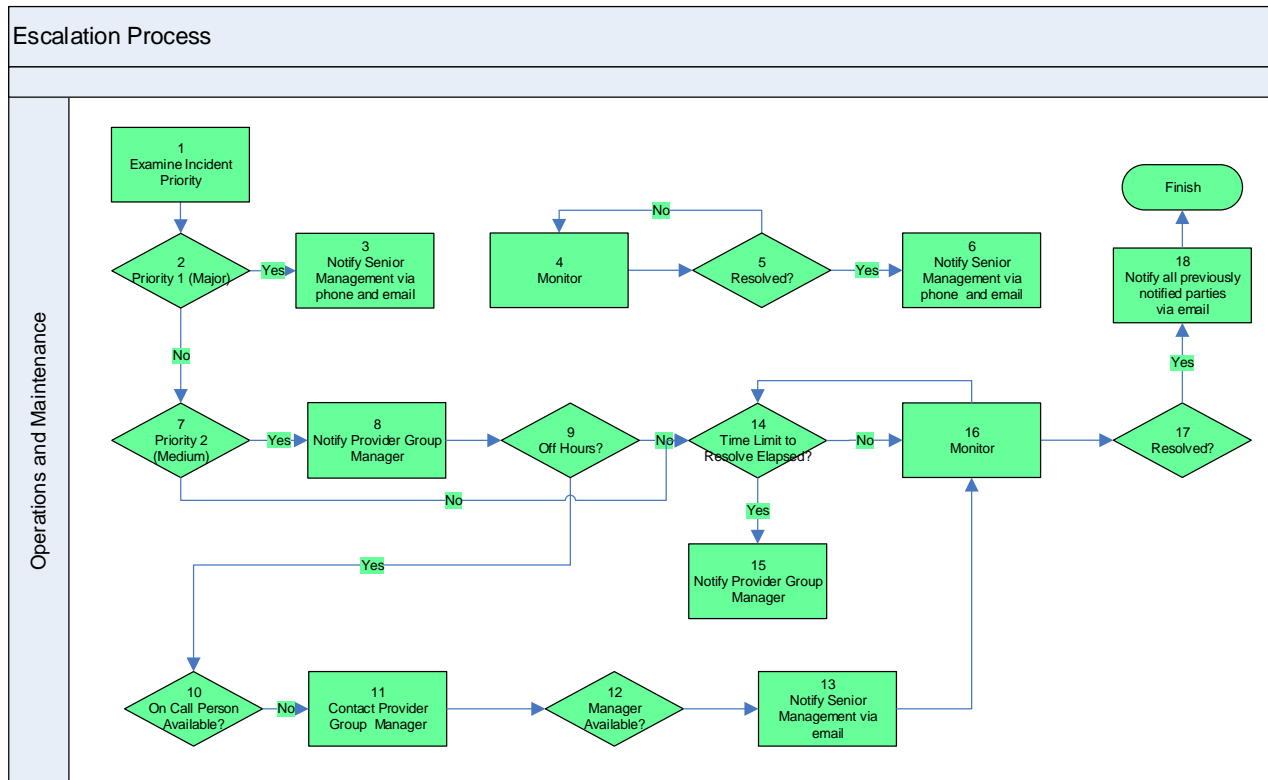 Escalation Process
Operations and Maintenance
1
Examine Incident
Priority
2
Priority 1 (Major)
Yes
3
Notify Senior
Management via
phone and email
No
4
Monitor
No
5
Resolved?
Yes
6
Notify Senior
Management via
phone and email
Finish
18
Notify all previously
notified parties
via email
Yes
7
Priority 2
(Medium)
Yes
8
Notify Provider Group
Manager
9
Off Hours?
No
14
Time Limit to
Resolve Elapsed?
No
16
Monitor
17
Resolved?
No
Yes
Yes
15
Notify Provider Group
Manager
10
On Call Person
Available?
No
11
Contact Provider
Group Manager
12
Manager
Available?
13
Notify Senior
Management via
email